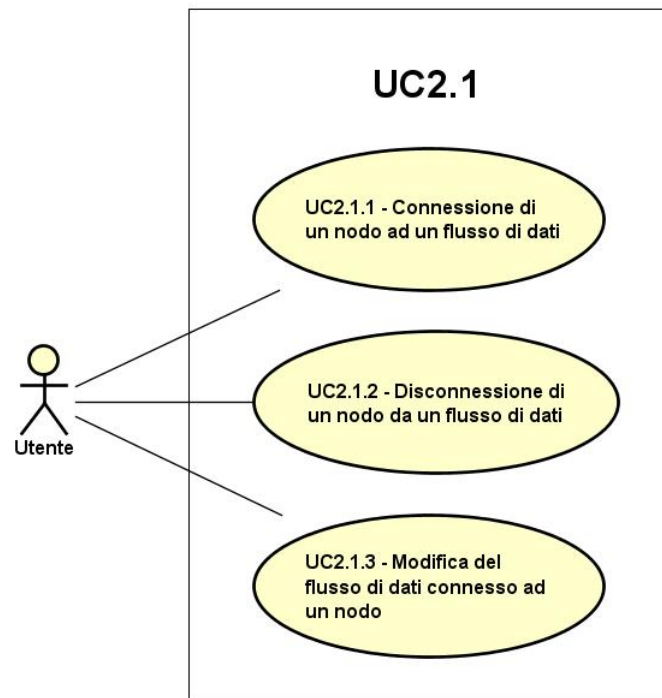 UC2.1
UC2.1.1 - Connessione di
un nodo ad un flusso di dati
UC2.1.2 - Disconnessione di
un nodo da un flusso di dati
Utente
UC2.1.3 - Modifica del
flusso di dati connesso ad
un nodo